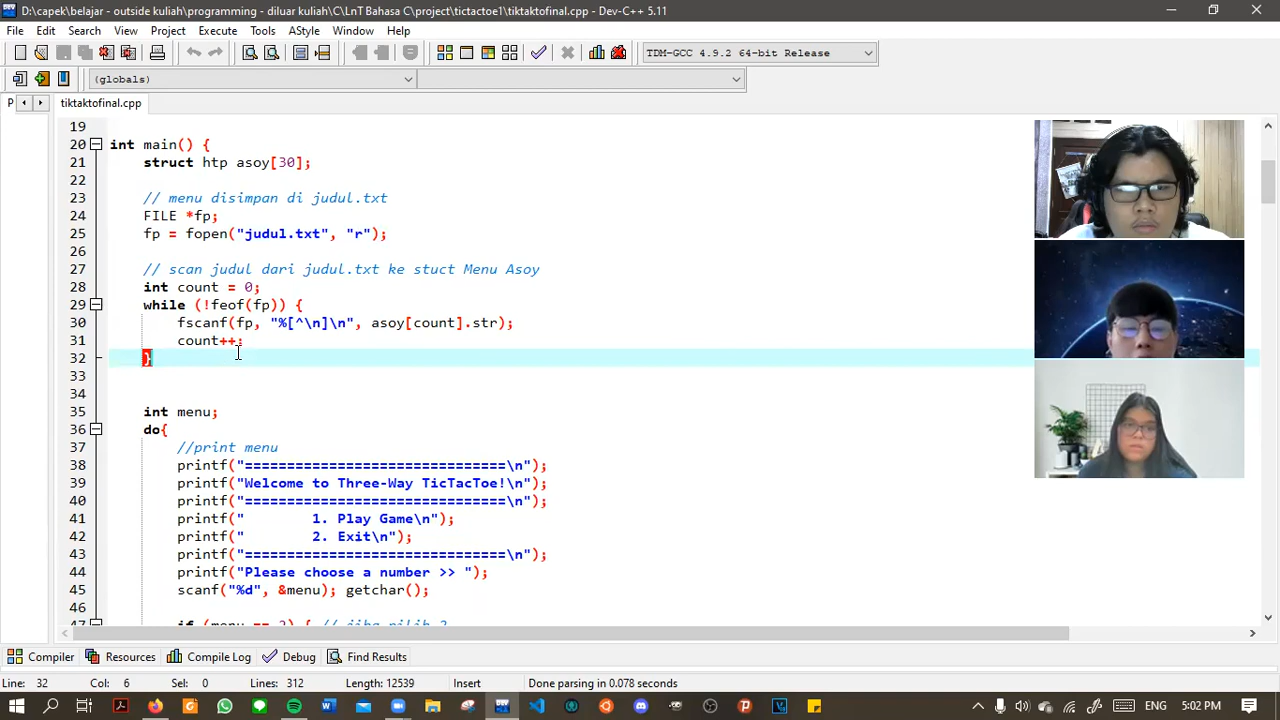 D:\capek\belajar - outside kuliah\programming - diluar kuliah\C\LnT Bahasa C\project\tictactoe1\tiktaktofinal.cpp - Dev-C++ 5.11
File Edit Search View Project Execute Tools AStyle Window Help
TDM-GCC 4.9.2 64-bit Release
(globals)
P tiktaktofinal.cpp
19
20 int main() {
21 struct htp asoy[30];
22
23 // menu disimpan di judul.txt
24 FILE *fp;
25 fp = fopen("judul.txt", "r");
26
27 // scan judul dari judul.txt ke stuct Menu Asoy
28 int count = 0;
29 while (!feof(fp)) {
30 fscanf(fp, "%[^\n]\n", asoy[count].str);
31 count++;
32 }
33
34
35 int menu;
36 do{
37 //print menu
38 printf("===============================\n");
39 printf("Welcome to Three-Way TicTacToe!\n");
40 printf("===============================\n");
41 printf("        1. Play Game\n");
42 printf("        2. Exit\n");
43 printf("===============================\n");
44 printf("Please choose a number >> ");
45 scanf("%d", &menu); getchar();
46
47 if (menu == 2) { // jika pilih 2
Compiler Resources Compile Log Debug Find Results
Line: 32 Col: 6 Sel: 0 Lines: 312 Length: 12539 Insert Done parsing in 0.078 seconds
ENG 5:02 PM